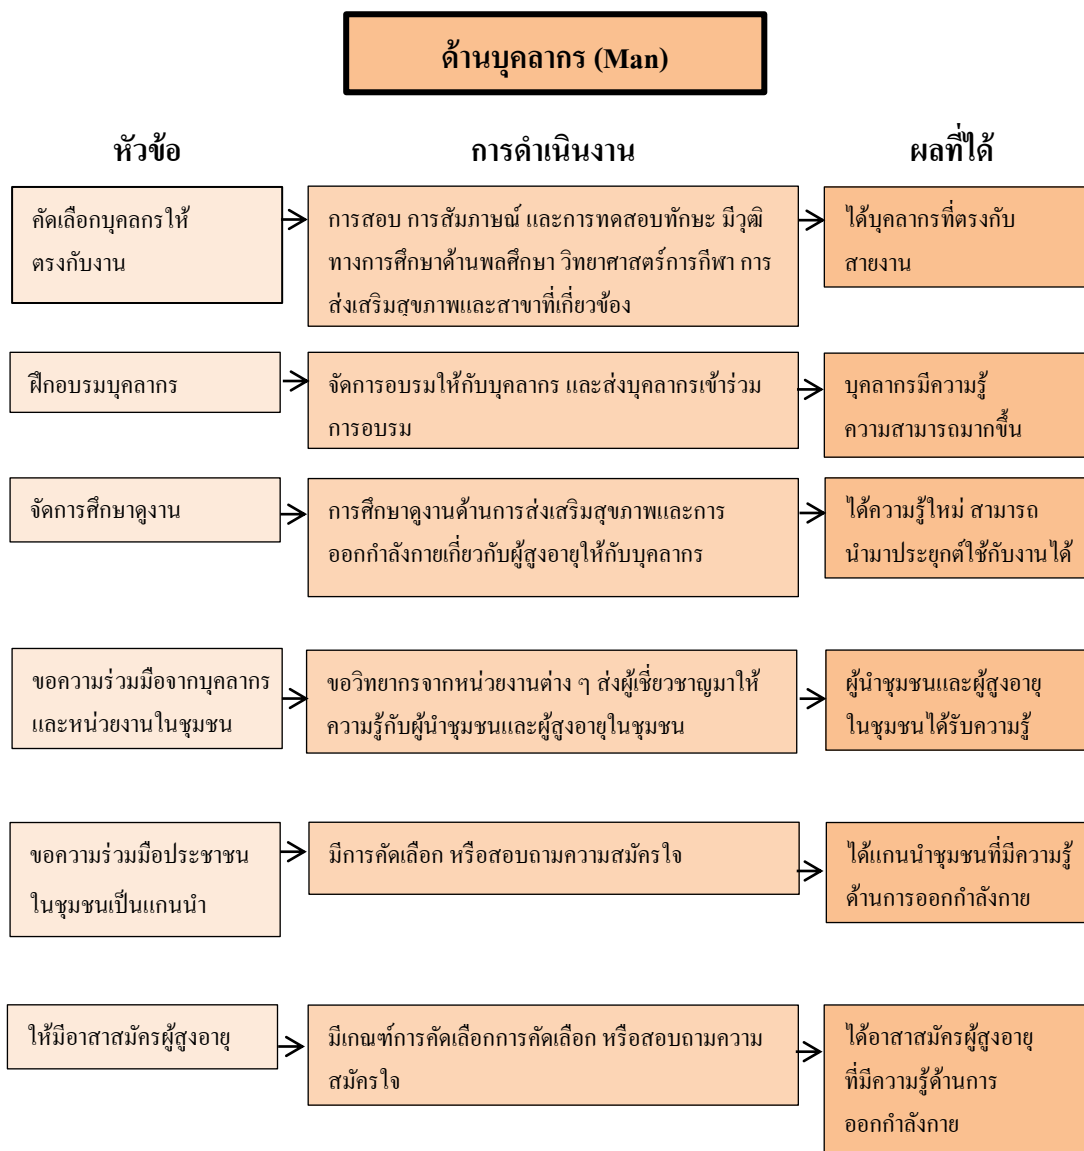 ด้านบุคลากร (Man)
หัวข้อ
การดำเนินงาน
ผลที่ได้
คัดเลือกบุคลกรให้
ตรงกับงาน
การสอบ การสัมภาษณ์ และการทดสอบทักษะ มีวุฒิ
ทางการศึกษาด้านพลศึกษา วิทยาศาสตร์การกีฬา การ
ส่งเสริมสุขภาพและสาขาที่เกี่ยวข้อง
ได้บุคลากรที่ตรงกับ
สายงาน
ฝึกอบรมบุคลากร
จัดการอบรมให้กับบุคลากร และส่งบุคลากรเข้าร่วม
การอบรม
บุคลากรมีความรู้
ความสามารถมากขึ้น
จัดการศึกษาดูงาน
การศึกษาดูงานด้านการส่งเสริมสุขภาพและการ
ออกกำลังกายเกี่ยวกับผู้สูงอายุให้กับบุคลากร
ได้ความรู้ใหม่ สามารถ
นำมาประยุกต์ใช้กับงานได้
ขอความร่วมมือจากบุคลากร
และหน่วยงานในชุมชน
ขอวิทยากรจากหน่วยงานต่าง ๆ ส่งผู้เชี่ยวชาญมาให้
ความรู้กับผู้นำชุมชนและผู้สูงอายุในชุมชน
ผู้นำชุมชนและผู้สูงอายุ
ในชุมชนได้รับความรู้
ขอความร่วมมือประชาชน
ในชุมชนเป็นแกนนำ
มีการคัดเลือก หรือสอบถามความสมัครใจ
ได้แกนนำชุมชนที่มีความรู้
ด้านการออกกำลังกาย
ให้มีอาสาสมัครผู้สูงอายุ
มีเกณฑ์การคัดเลือกการคัดเลือก หรือสอบถามความ
สมัครใจ
ได้อาสาสมัครผู้สูงอายุ
ที่มีความรู้ด้านการ
ออกกำลังกาย